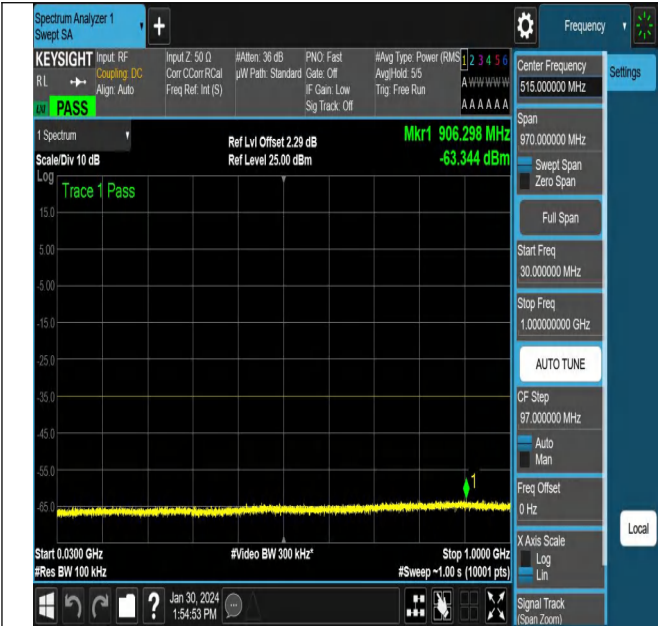 Spectrum Analyzer 1
Swept SA
+
Frequency
KEYSIGHT
RL
Input: RF
Coupling: DC
Align: Auto
Input Z: 50 Ω
Corr CCorr RCal
Freq Ref: Int (S)
#Atten: 36 dB
µW Path: Standard
PNO: Fast
Gate: Off
IF Gain: Low
Sig Track: Off
#Avg Type: Power (RMS
Avg|Hold: 5/5
Trig: Free Run
1 2 3 4 5 6
A W W W W W
A A A A A A
PASS
1 Spectrum
Scale/Div 10 dB
Log
Ref Lvl Offset 2.29 dB
Ref Level 25.00 dBm
Mkr1 906.298 MHz
-63.344 dBm
Trace 1 Pass
15.0
5.00
-5.00
-15.0
-25.0
-35.0
-45.0
-55.0
-65.0
1
Start 0.0300 GHz
#Res BW 100 kHz
#Video BW 300 kHz*
Stop 1.0000 GHz
#Sweep ~1.00 s (10001 pts)
?
Jan 30, 2024
1:54:53 PM
Center Frequency
515.000000 MHz
Settings
Span
970.000000 MHz
Swept Span
Zero Span
Full Span
Start Freq
30.000000 MHz
Stop Freq
1.000000000 GHz
AUTO TUNE
CF Step
97.000000 MHz
Auto
Man
Freq Offset
0 Hz
X Axis Scale
Log
Lin
Local
Signal Track
(Span Zoom)